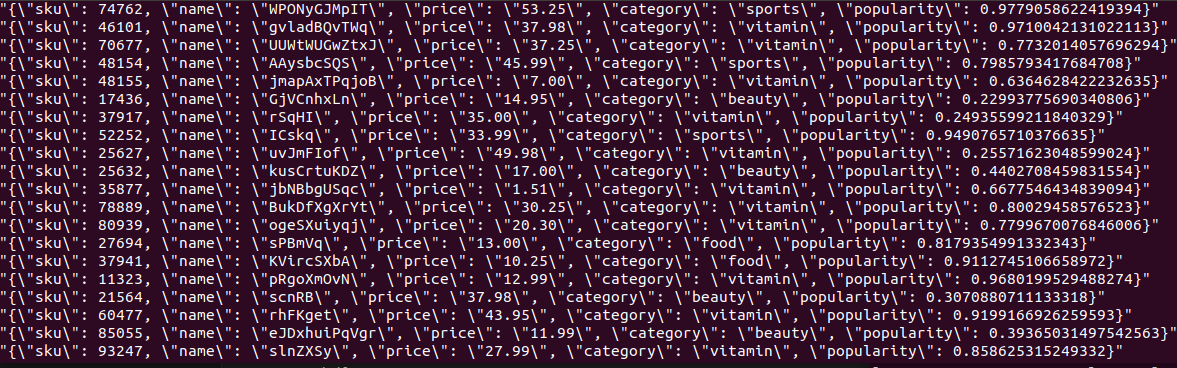 "{\"sku\": 74762, \"name\": \"WPONyGJMpIT\", \"price\": \"53.25\", \"category\": \"sports\", \"popularity\": 0.9779058622419394}"
"{\"sku\": 46101, \"name\": \"gvladBQvTWq\", \"price\": \"37.98\", \"category\": \"vitamin\", \"popularity\": 0.9710042131022113}"
"{\"sku\": 70677, \"name\": \"UUWtWUGwZtxJ\", \"price\": \"37.25\", \"category\": \"vitamin\", \"popularity\": 0.7732014057696294}"
"{\"sku\": 48154, \"name\": \"AAysbcSQS\", \"price\": \"45.99\", \"category\": \"sports\", \"popularity\": 0.7985793417684708}"
"{\"sku\": 48155, \"name\": \"jmapAxTPqjoB\", \"price\": \"7.00\", \"category\": \"vitamin\", \"popularity\": 0.6364628422232635}"
"{\"sku\": 17436, \"name\": \"GjVCnhxLn\", \"price\": \"14.95\", \"category\": \"beauty\", \"popularity\": 0.22993775690340806}"
"{\"sku\": 37917, \"name\": \"rSqHI\", \"price\": \"35.00\", \"category\": \"vitamin\", \"popularity\": 0.24935599211840329}"
"{\"sku\": 52252, \"name\": \"ICskq\", \"price\": \"33.99\", \"category\": \"sports\", \"popularity\": 0.9490765710376635}"
"{\"sku\": 25627, \"name\": \"uvJmFIof\", \"price\": \"49.98\", \"category\": \"vitamin\", \"popularity\": 0.25571623048599024}"
"{\"sku\": 25632, \"name\": \"kusCrtuKDZ\", \"price\": \"17.00\", \"category\": \"beauty\", \"popularity\": 0.4402708459831554}"
"{\"sku\": 35877, \"name\": \"jbNBbgUSqc\", \"price\": \"1.51\", \"category\": \"vitamin\", \"popularity\": 0.6677546434839094}"
"{\"sku\": 78889, \"name\": \"BukDfXgXrYt\", \"price\": \"30.25\", \"category\": \"vitamin\", \"popularity\": 0.80029458576523}"
"{\"sku\": 80939, \"name\": \"ogeSXuiyqj\", \"price\": \"20.30\", \"category\": \"vitamin\", \"popularity\": 0.7799670076846006}"
"{\"sku\": 27694, \"name\": \"sPBmVq\", \"price\": \"13.00\", \"category\": \"food\", \"popularity\": 0.8179354991332343}"
"{\"sku\": 37941, \"name\": \"KVircSXbA\", \"price\": \"10.25\", \"category\": \"food\", \"popularity\": 0.9112745106658972}"
"{\"sku\": 11323, \"name\": \"pRgoXmOvN\", \"price\": \"12.99\", \"category\": \"vitamin\", \"popularity\": 0.9680199529488274}"
"{\"sku\": 21564, \"name\": \"scnRB\", \"price\": \"37.98\", \"category\": \"beauty\", \"popularity\": 0.3070880711133318}"
"{\"sku\": 60477, \"name\": \"rhFKget\", \"price\": \"43.95\", \"category\": \"vitamin\", \"popularity\": 0.9199166926259593}"
"{\"sku\": 85055, \"name\": \"eJDxhuiPqVgr\", \"price\": \"11.99\", \"category\": \"beauty\", \"popularity\": 0.39365031497542563}"
"{\"sku\": 93247, \"name\": \"slnZXSy\", \"price\": \"27.99\", \"category\": \"vitamin\", \"popularity\": 0.858625315249332}"